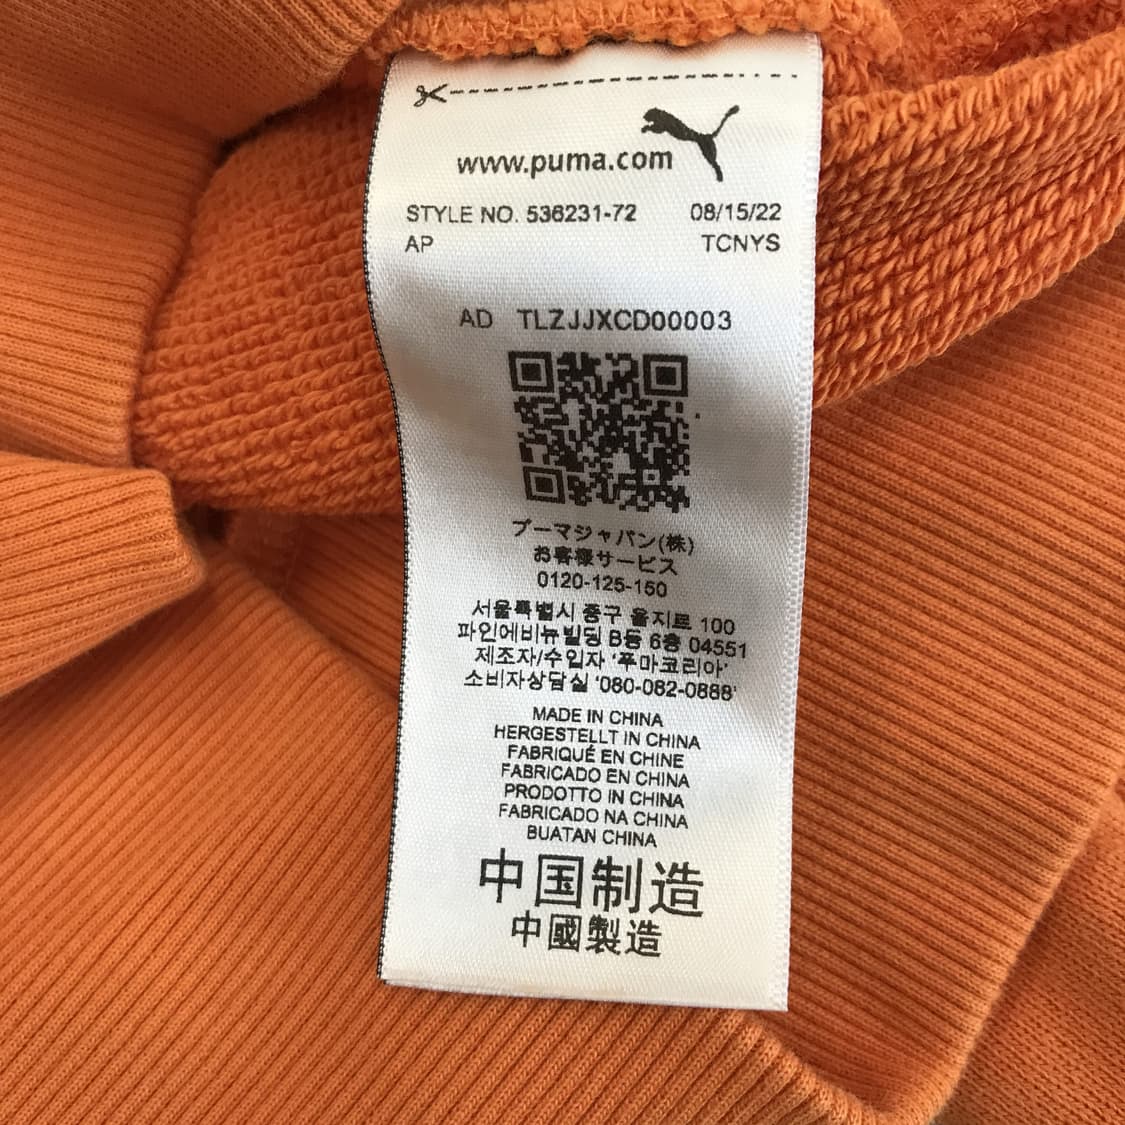 www.puma.com
STYLE NO. 536231-72 08/15/22
AP TCNYS
AD TLZJJXCD00003
プーマジャパン(株)
お客様サービス
0120-125-150
서울특별시 중구 을지로 100
파인에비뉴빌딩 B동 6층 04551
제조자/수입자 '푸마코리아'
소비자상담실 '080-082-0888'
MADE IN CHINA
HERGESTELLT IN CHINA
FABRIQUÉ EN CHINE
FABRICADO EN CHINA
PRODOTTO IN CHINA
FABRICADO NA CHINA
BUATAN CHINA
中国制造
中國製造